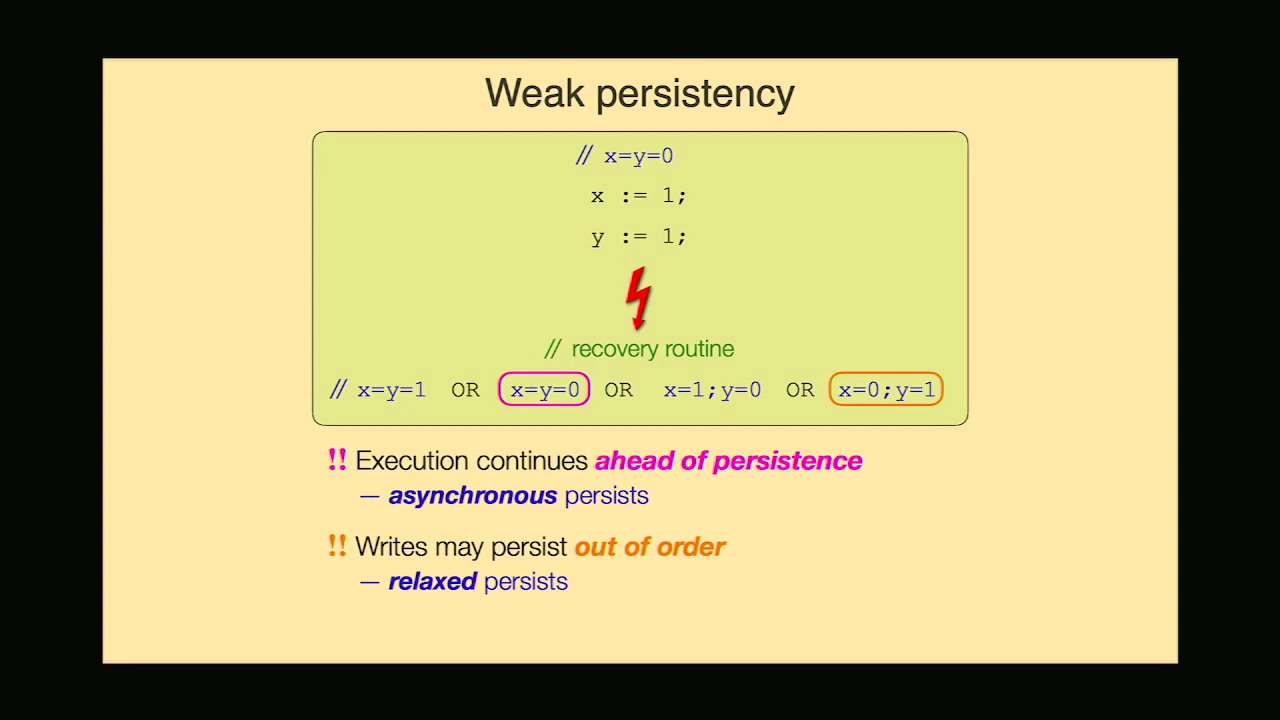 Weak persistency
// x=y=0
x := 1;
y := 1;
// recovery routine
// x=y=1 OR x=y=0 OR x=1;y=0 OR x=0;y=1
!! Execution continues ahead of persistence
— asynchronous persists
!! Writes may persist out of order
— relaxed persists